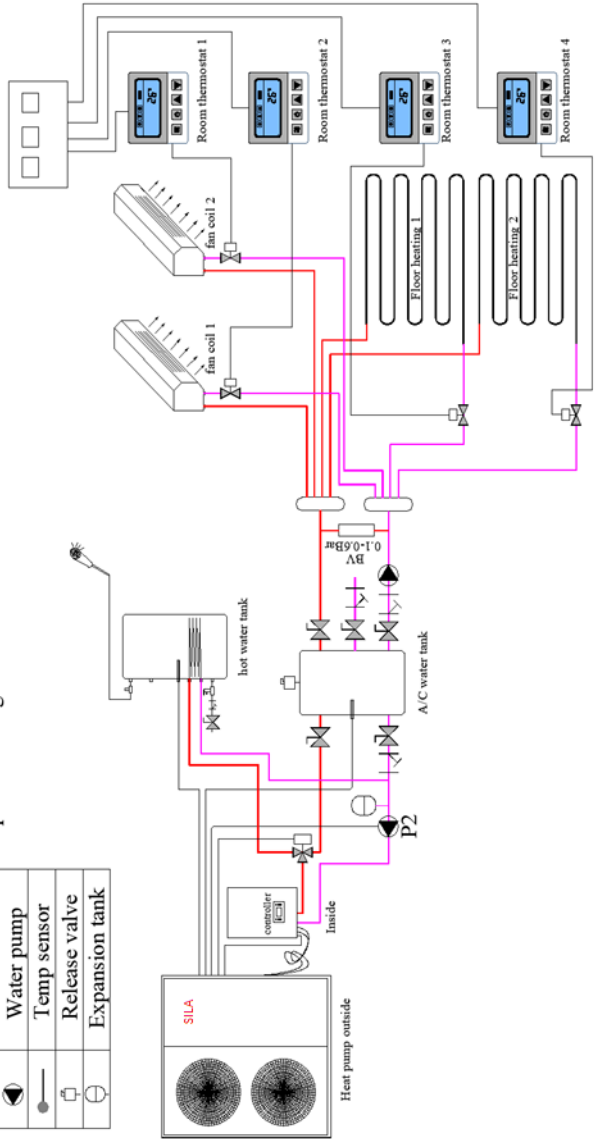 Water pump
Temp sensor
Release valve
Expansion tank
SILA
Heat pump outside
controller
Inside
P2
hot water tank
A/C water tank
BV
0.1-0.6Bar
fan coil 1
fan coil 2
Floor heating 1
Floor heating 2
Room thermostat 1
Room thermostat 2
Room thermostat 3
Room thermostat 4